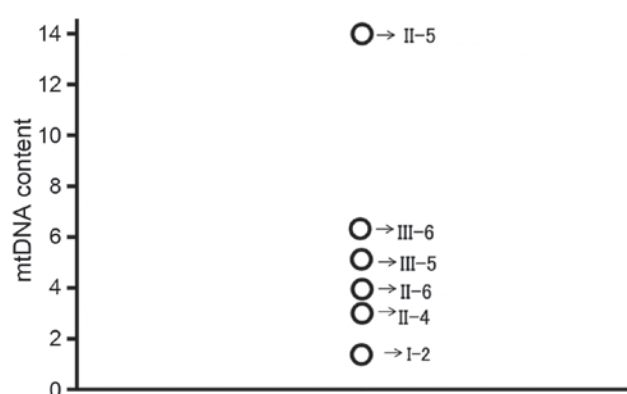 14
12
10
8
6
4
2
0
mtDNA content
→ II-5
→ III-6
→ III-5
→ II-6
→ II-4
→ I-2